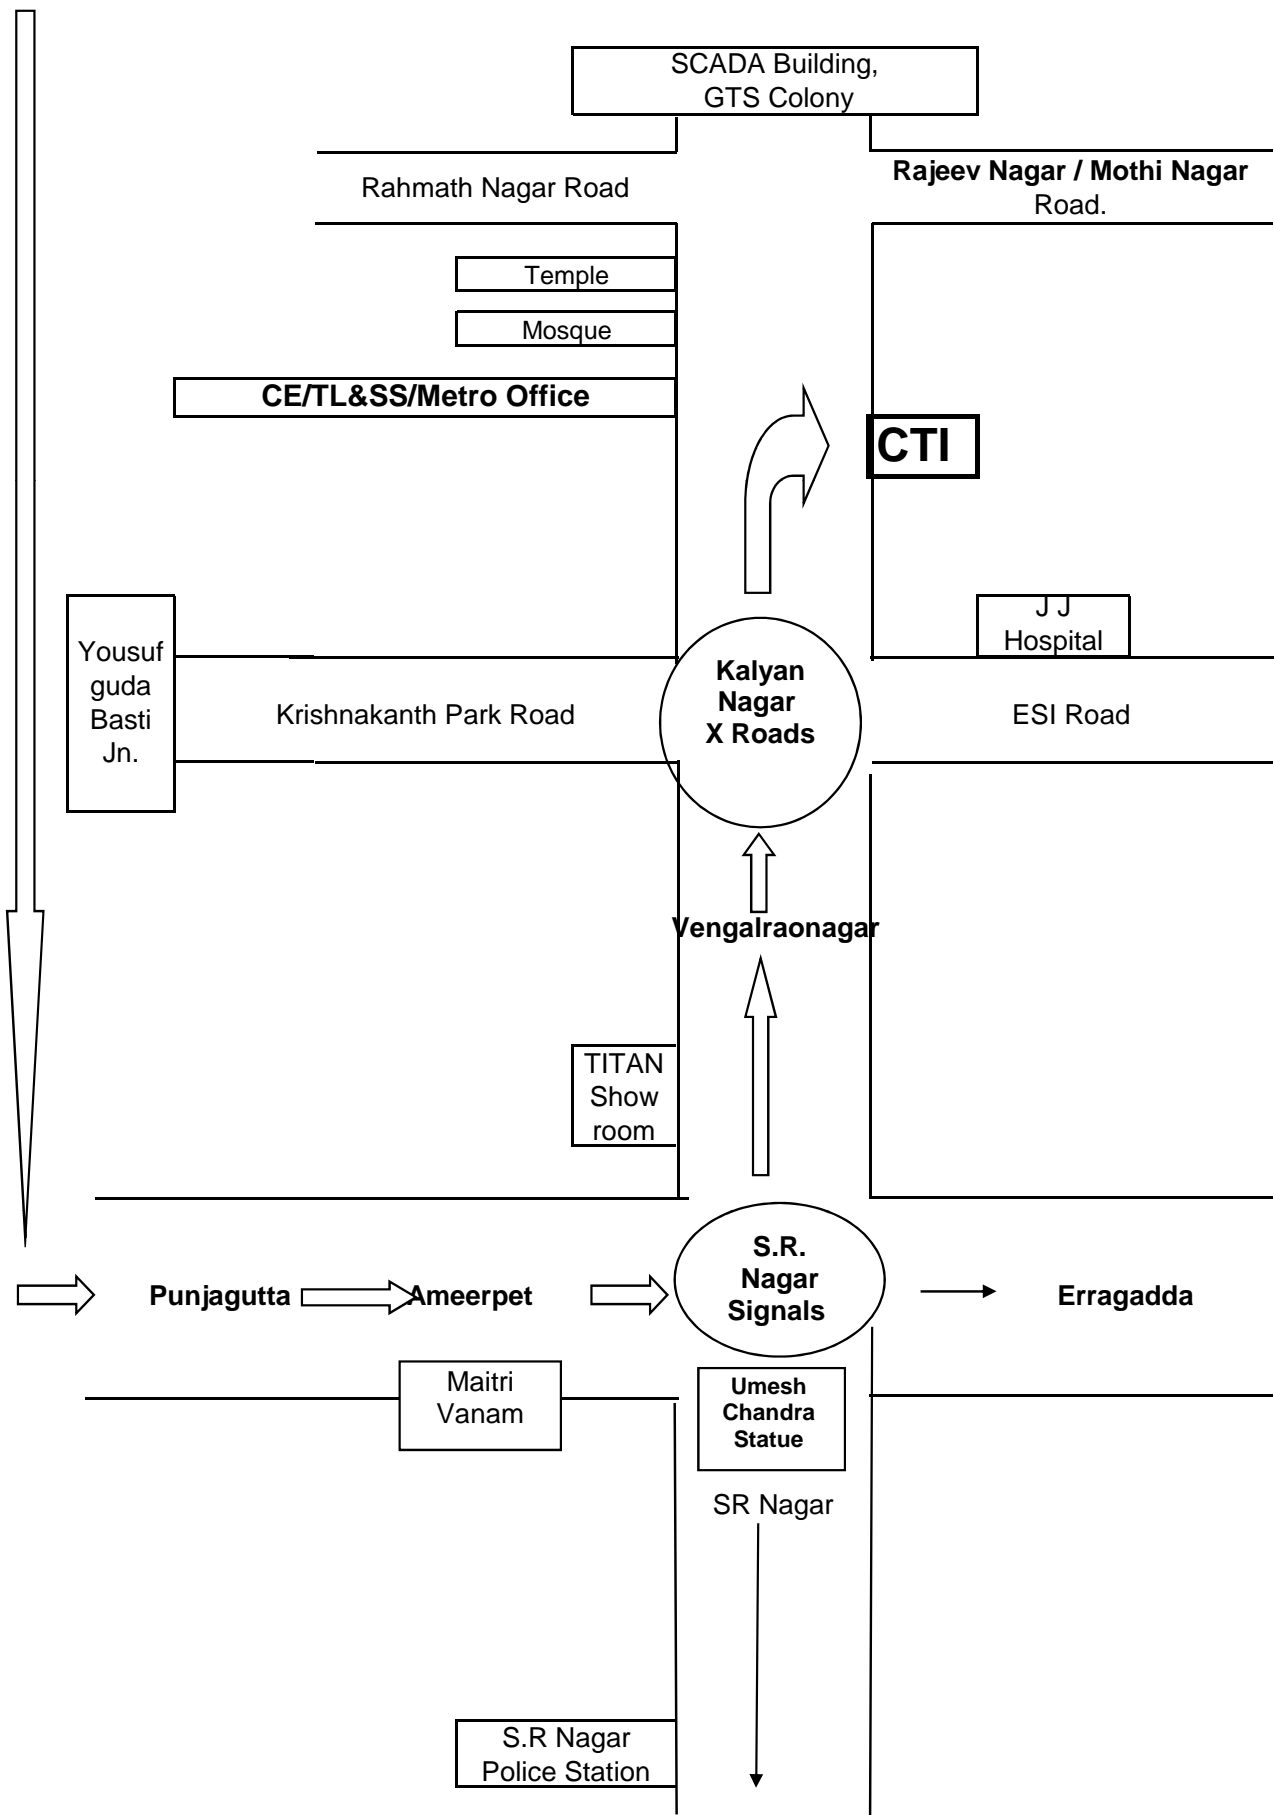 SCADA Building,
GTS Colony
Rahmath Nagar Road
Rajeev Nagar / Mothi Nagar
Road.
Temple
Mosque
CE/TL&SS/Metro Office
CTI
J J
Hospital
Yousuf
guda
Basti
Jn.
Krishnakanth Park Road
Kalyan
Nagar
X Roads
ESI Road
Vengalraonagar
TITAN
Show
room
Punjagutta
Ameerpet
S.R.
Nagar
Signals
Erragadda
Maitri
Vanam
Umesh
Chandra
Statue
SR Nagar
S.R Nagar
Police Station